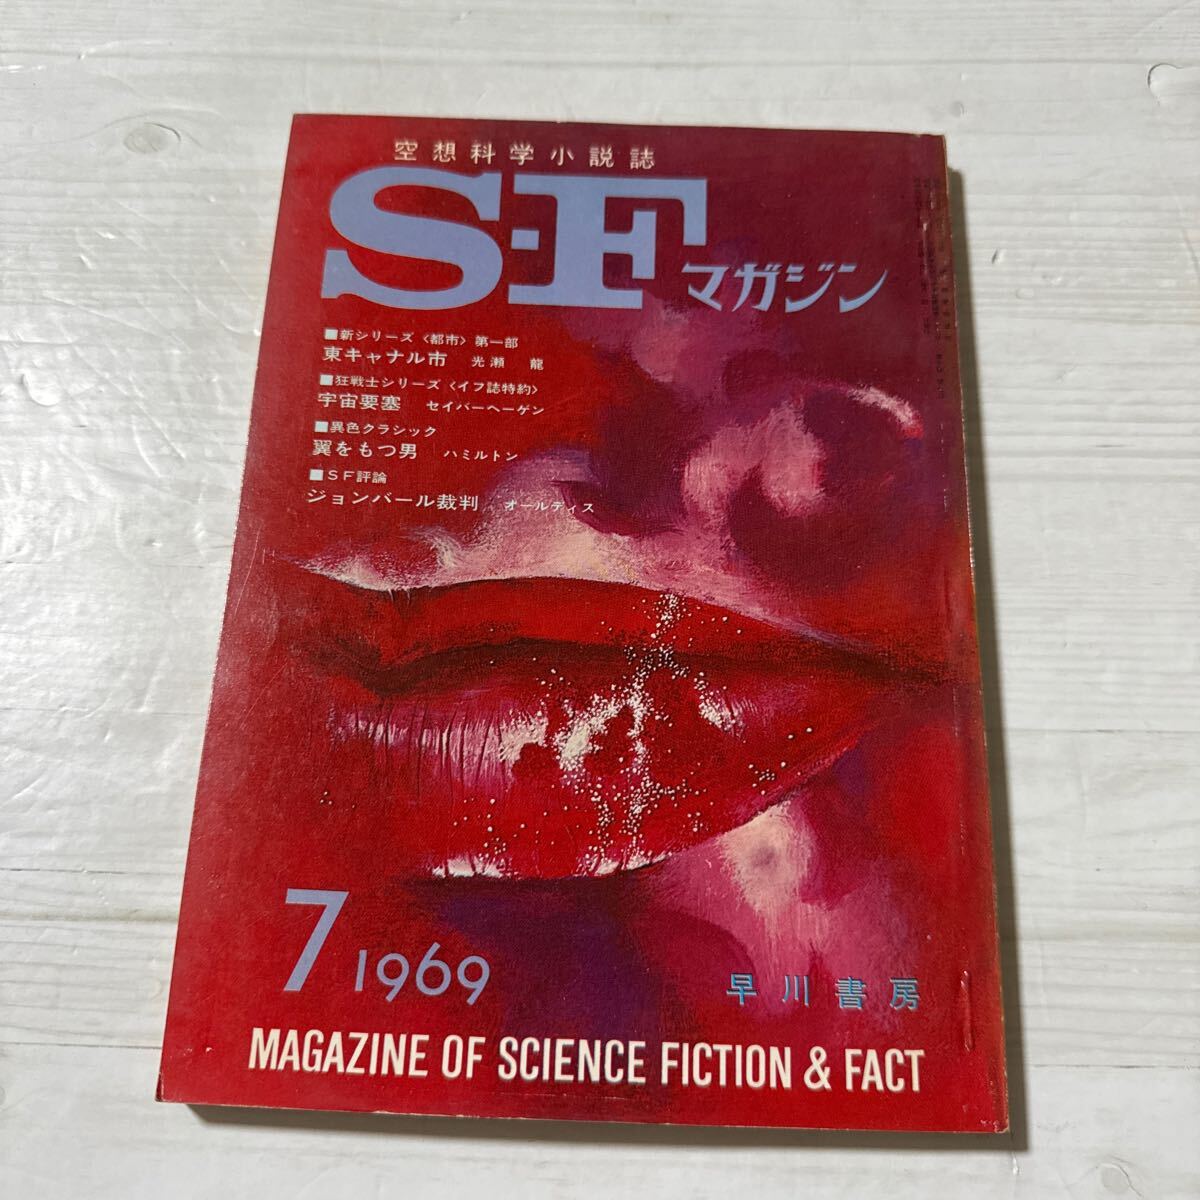 空想科学小説誌
S-Fマガジン
■新シリーズ〈都市〉第一部
東キャナル市 光瀬 龍
■狂戦士シリーズ〈イフ誌特約〉
宇宙要塞 セイバーヘーゲン
■異色クラシック
翼をもつ男 ハミルトン
■SF評論
ジョンバール裁判 オールディス
7 1969
早川書房
MAGAZINE OF SCIENCE FICTION & FACT